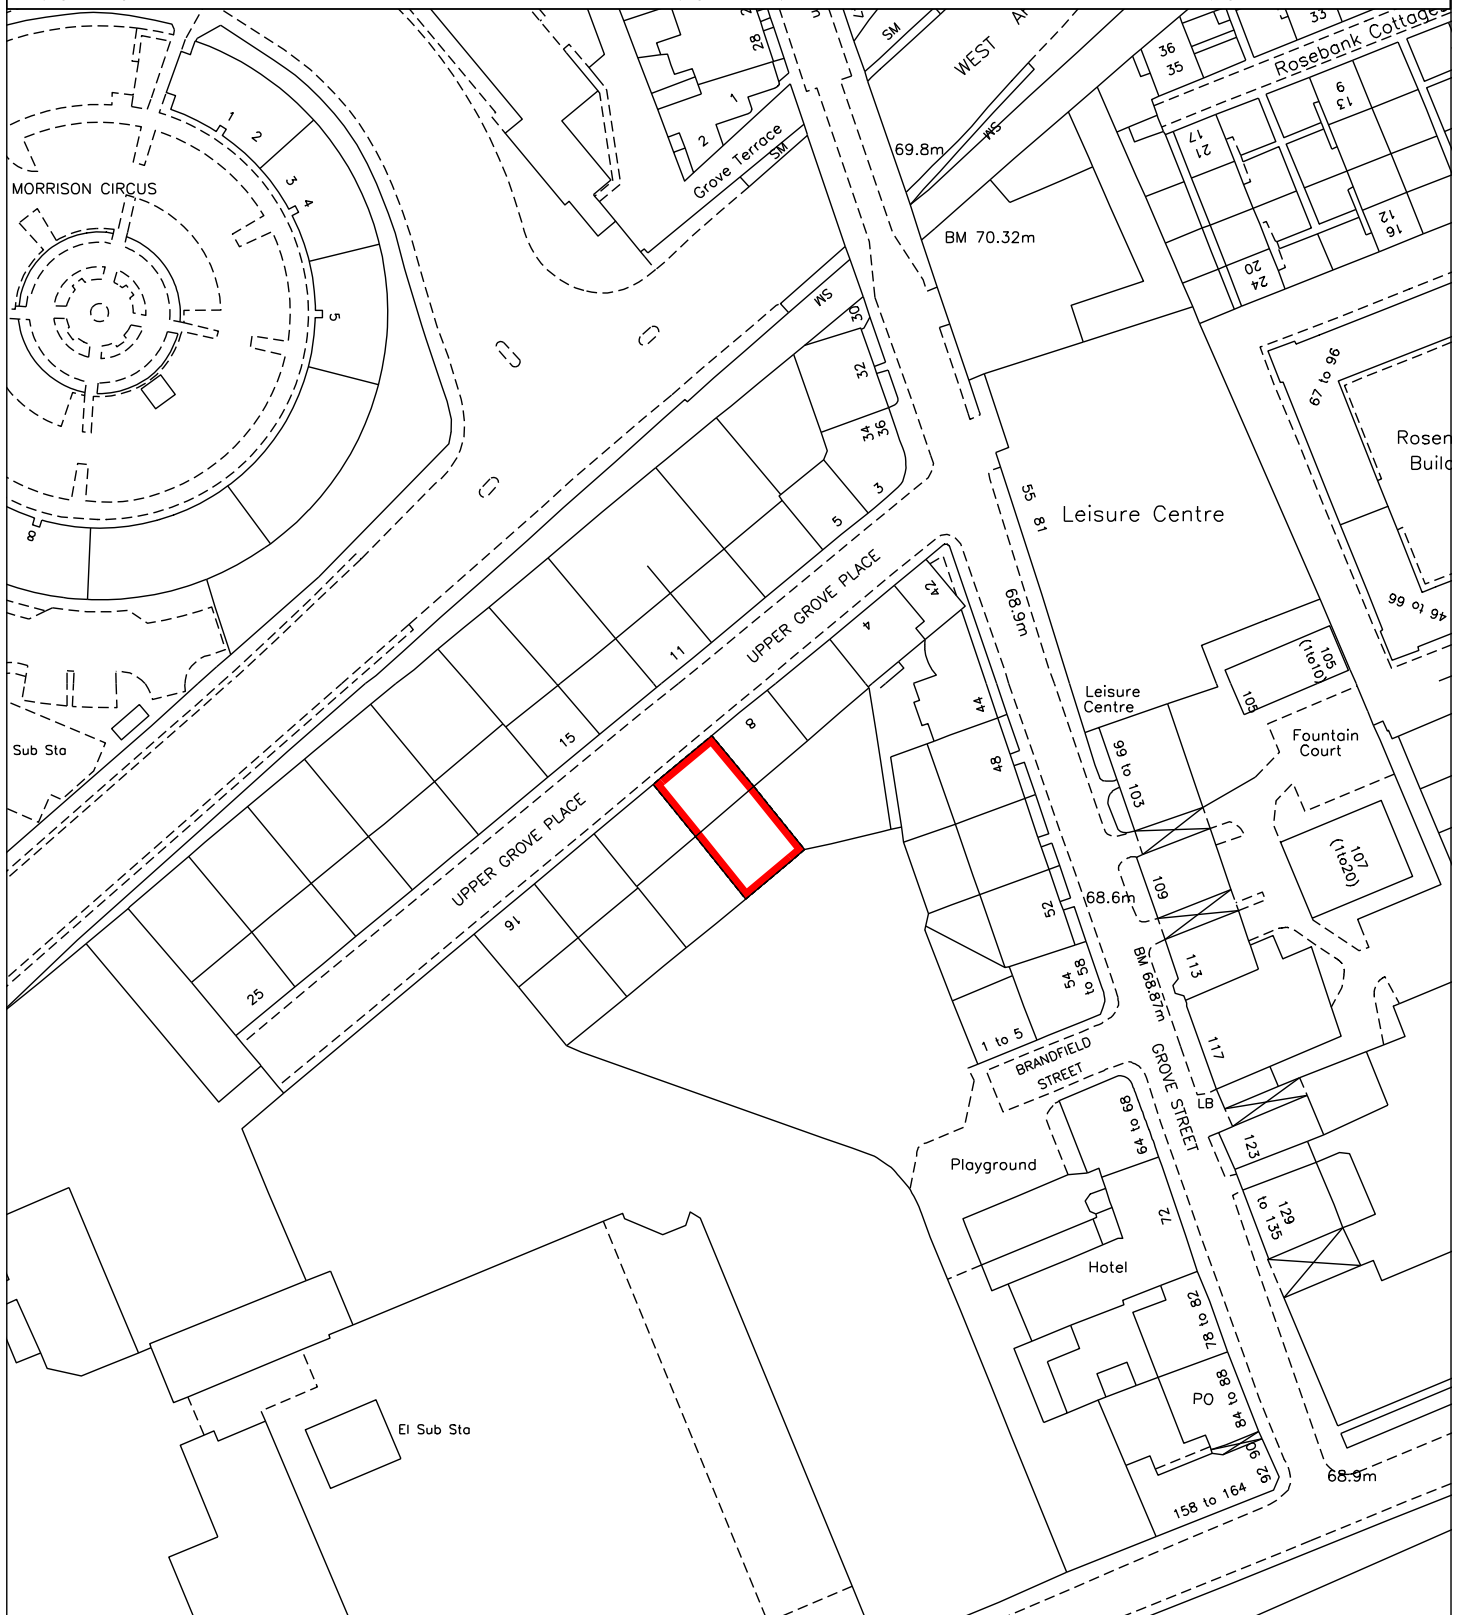 28
36
35
33
Rosebank Cottages
SM
WEST
1
2
Grove Terrace
SM
SM
69.8m
9
13
17
21
1
2
3
4
5
8
MORRISON CIRCUS
BM 70.32m
12
16
20
24
SM
30
32
34
36
3
5
67 to 96
Rosen
Build
55
81
Leisure Centre
UPPER GROVE PLACE
42
4
68.9m
46 to 66
11
105
(1to10)
105
Leisure
Centre
44
8
15
48
99 to 103
Fountain
Court
Sub Sta
UPPER GROVE PLACE
107
(1to20)
109
68.6m
52
16
25
54
to 58
113
BM 68.87m
1 to 5
BRANDFIELD
STREET
GROVE STREET
117
LB
64 to 68
123
Playground
72
129
to 135
Hotel
78 to 82
84 to 88
PO
90
92
El Sub Sta
68.9m
158 to 164